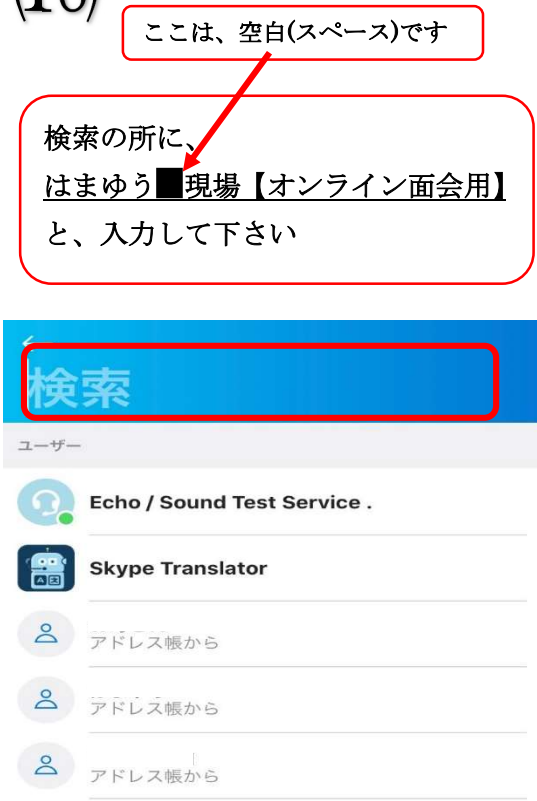 ここは、空白(スペース)です
検索の所に、
はまゆう■現場【オンライン面会用】
と、入力して下さい
検索
ユーザー
Echo / Sound Test Service .
Skype Translator
アドレス帳から
アドレス帳から
アドレス帳から